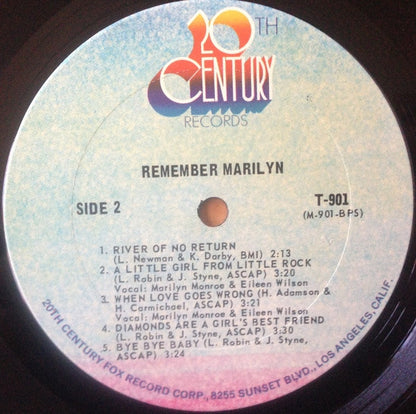 20TH
CENTURY
RECORDS
REMEMBER MARILYN
SIDE 2
T-901
(M-901-BPS)
1. RIVER OF NO RETURN
(L. Newman & K. Darby, BMI) 2:13
2. A LITTLE GIRL FROM LITTLE ROCK
(L. Robin & J. Styne, ASCAP) 3:20
Vocal: Marilyn Monroe & Eileen Wilson
3. WHEN LOVE GOES WRONG (H. Adamson &
H. Carmichael, ASCAP) 3:21
Vocal: Marilyn Monroe & Eileen Wilson
4. DIAMONDS ARE A GIRL'S BEST FRIEND
(L. Robin & J. Styne, ASCAP) 3:30
5. BYE BYE BABY (L. Robin & J. Styne,
ASCAP) 3:24
20TH CENTURY FOX RECORD CORP., 8255 SUNSET BLVD., LOS ANGELES, CALIF.